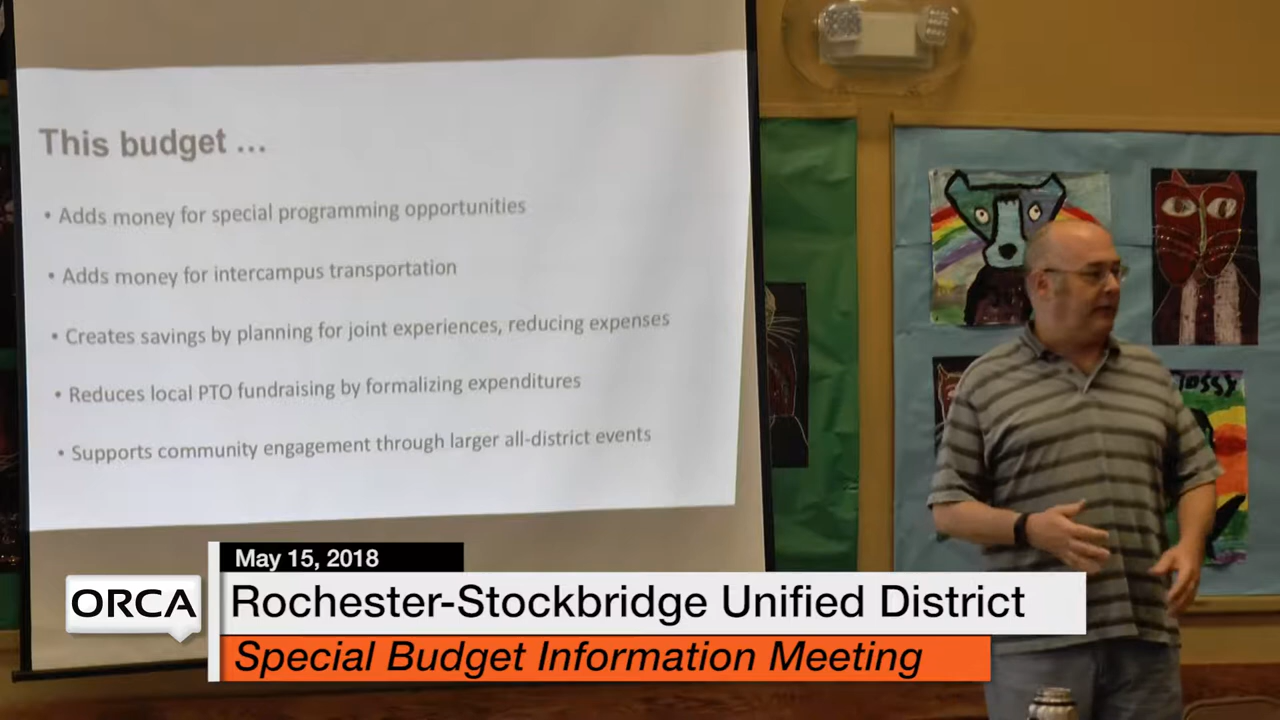 This budget ...
• Adds money for special programming opportunities
• Adds money for intercampus transportation
• Creates savings by planning for joint experiences, reducing expenses
• Reduces local PTO fundraising by formalizing expenditures
• Supports community engagement through larger all-district events
May 15, 2018
ORCA
Rochester-Stockbridge Unified District
Special Budget Information Meeting